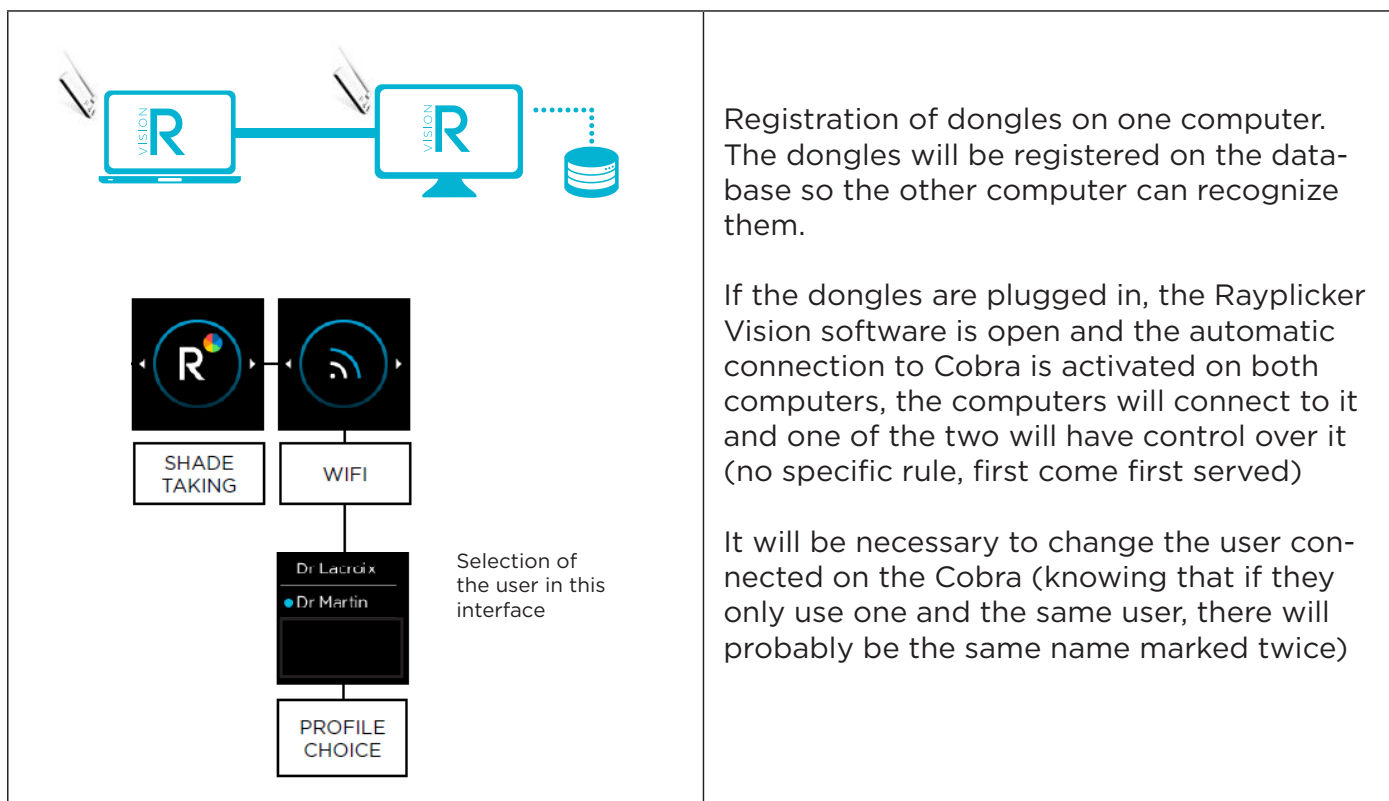 VISION R
VISION R
R
SHADE
TAKING
WIFI
Dr Lacroix
Dr Martin
Selection of
the user in this
interface
PROFILE
CHOICE
Registration of dongles on one computer.
The dongles will be registered on the data-
base so the other computer can recognize
them.
If the dongles are plugged in, the Rayplicker
Vision software is open and the automatic
connection to Cobra is activated on both
computers, the computers will connect to it
and one of the two will have control over it
(no specific rule, first come first served)
It will be necessary to change the user con-
nected on the Cobra (knowing that if they
only use one and the same user, there will
probably be the same name marked twice)